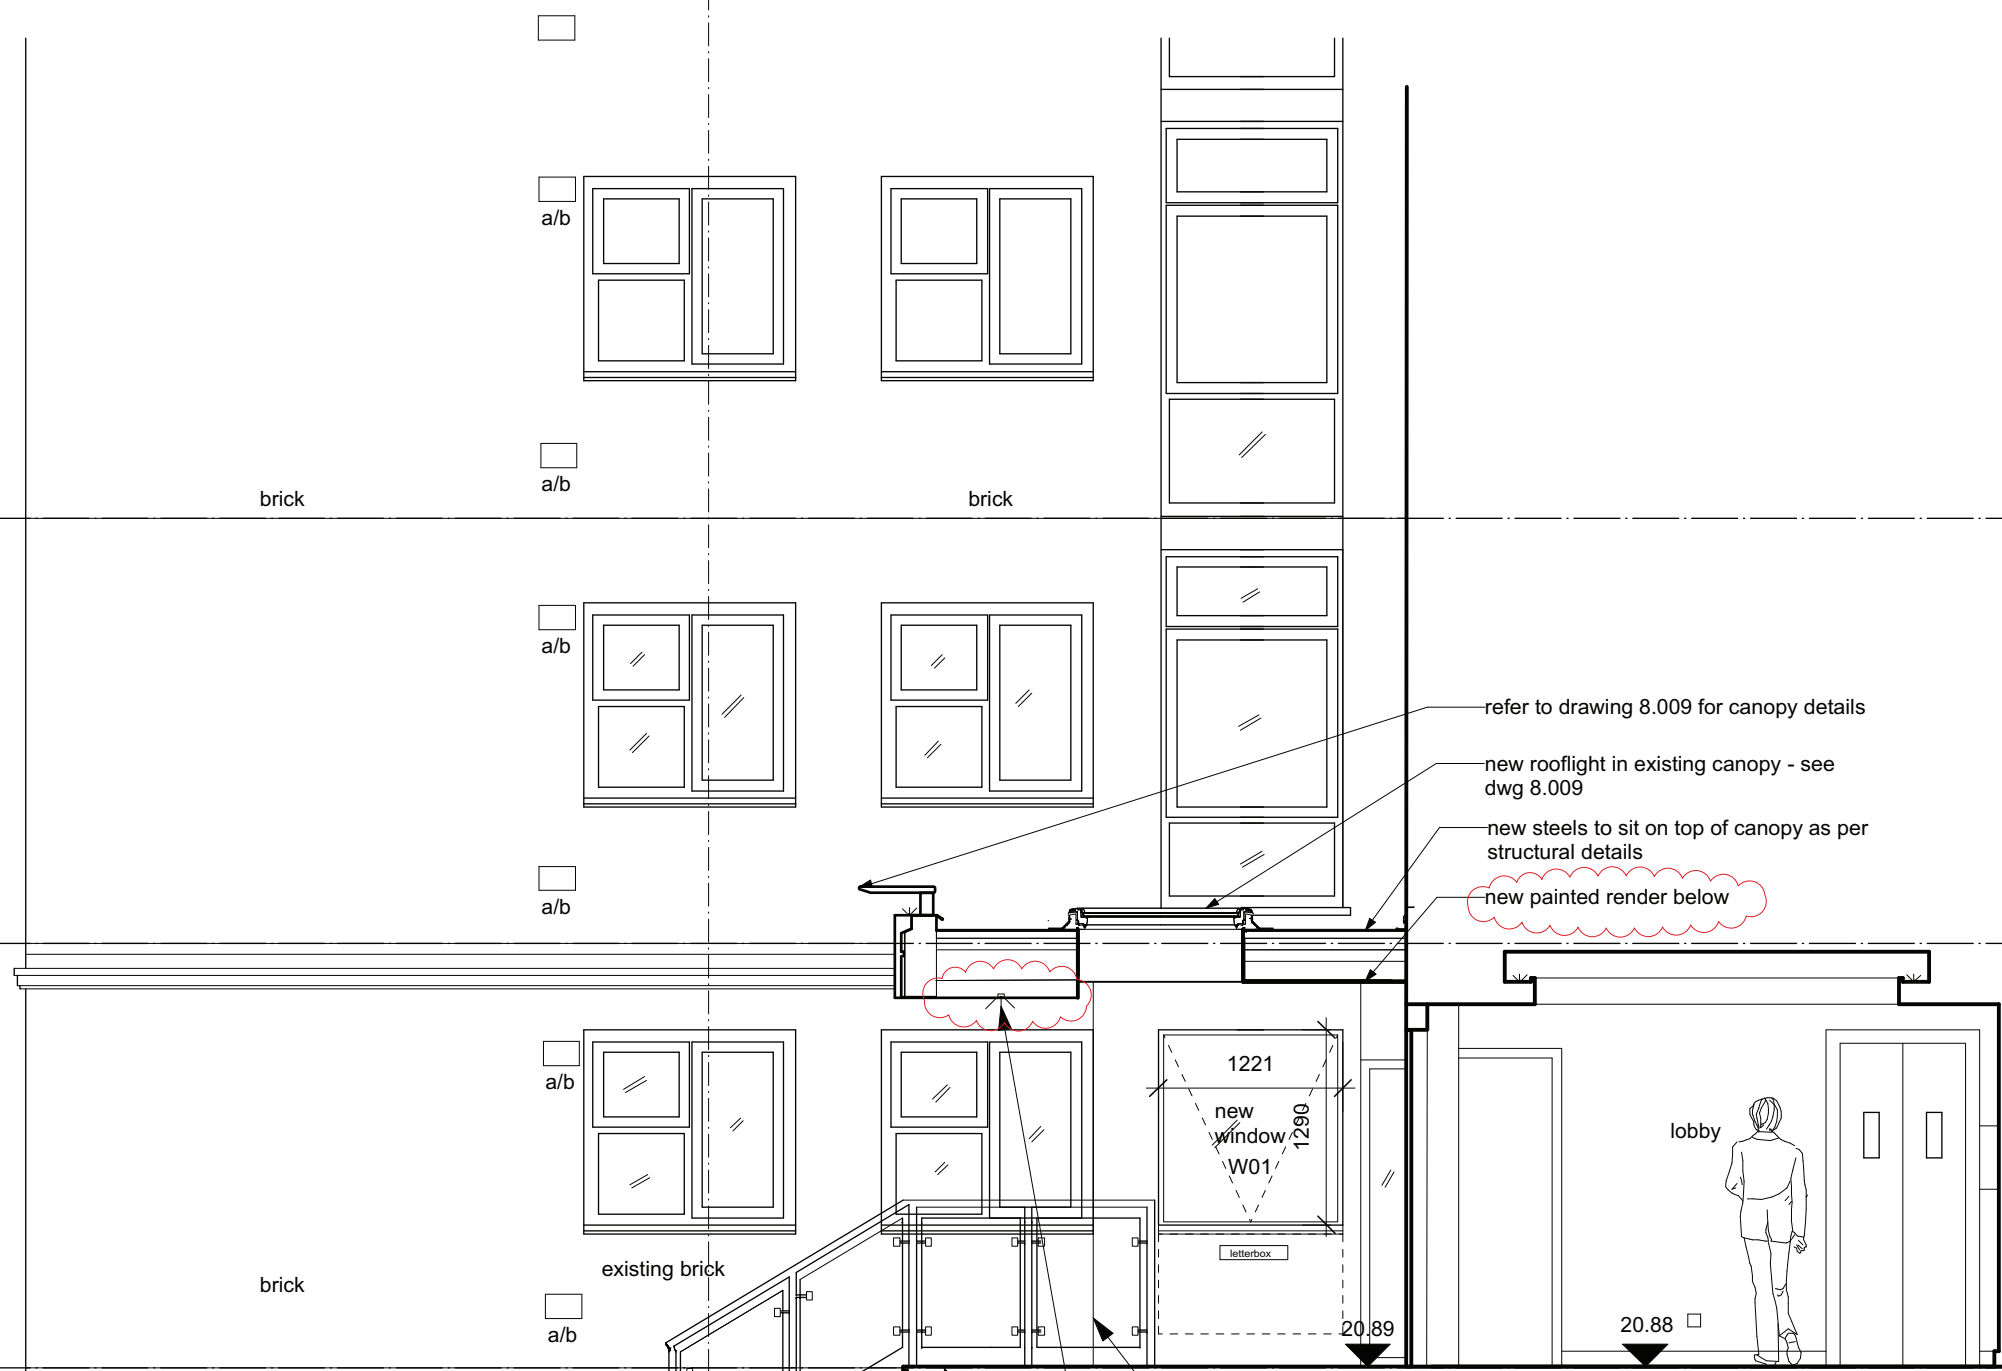 a/b
a/b
brick
brick
a/b
refer to drawing 8.009 for canopy details
new rooflight in existing canopy - see
dwg 8.009
new steels to sit on top of canopy as per
structural details
new painted render below
a/b
1221
1290
new
window
W01
a/b
lobby
letterbox
existing brick
brick
a/b
20.89
20.88